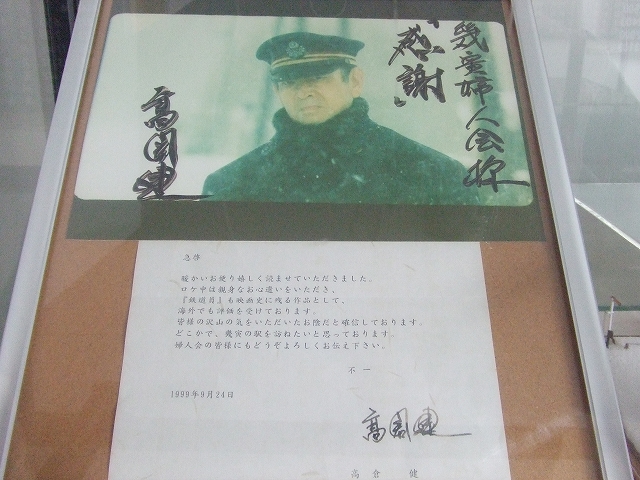 幾寅婦人会様
『感謝』
高倉健
急啓
暖かいお便り嬉しく読ませていただきました。
ロケ中は親身なお心遣いをいただき、
『鉄道員』も映画史に残る作品として、
海外でも評価を受けております。
皆様の沢山の気をいただいたお陰だと確信しております。
どこかで、幾寅の駅を訪ねたいと思っております。
婦人会の皆様にもどうぞよろしくお伝え下さい。
不一
1999年9月24日
高倉健
高倉 健